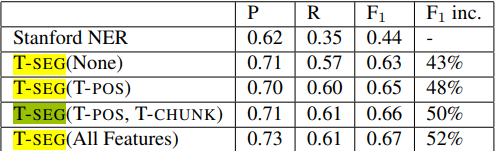 P R F1 F1 inc.
Stanford NER 0.62 0.35 0.44 -
T-SEG(None) 0.71 0.57 0.63 43%
T-SEG(T-POS) 0.70 0.60 0.65 48%
T-SEG(T-POS, T-CHUNK) 0.71 0.61 0.66 50%
T-SEG(All Features) 0.73 0.61 0.67 52%